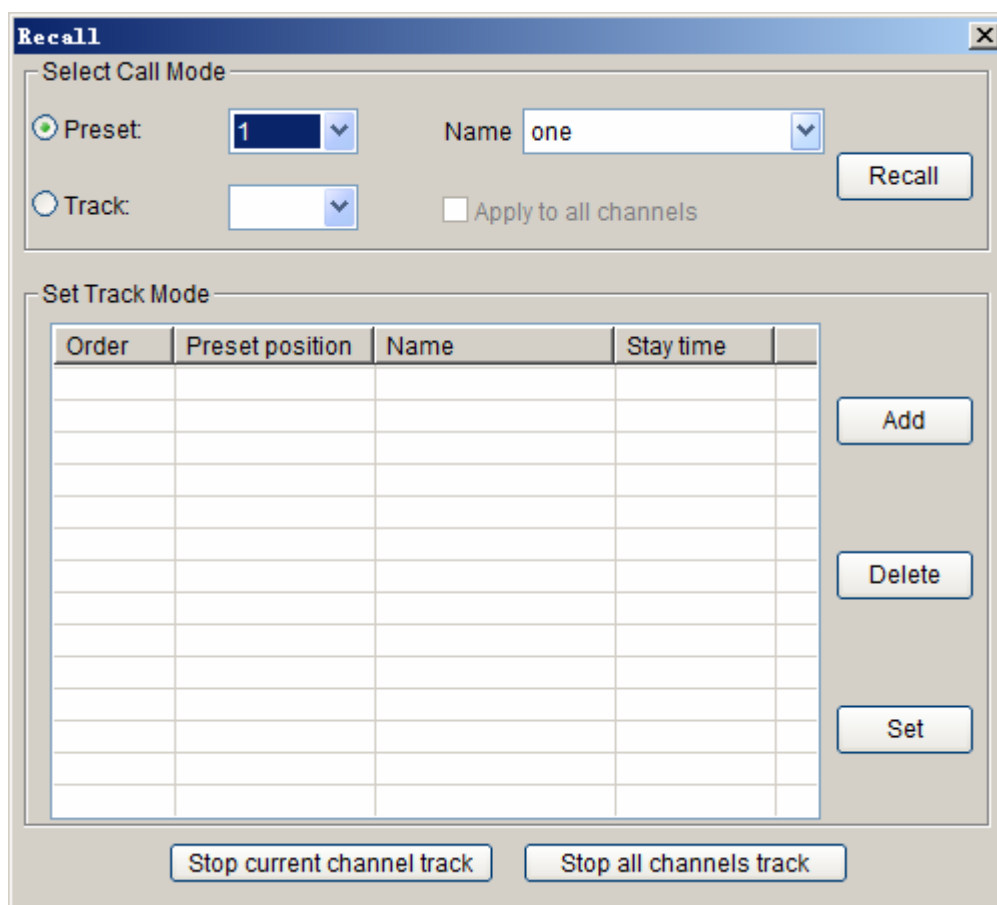 Recall
Select Call Mode
Preset: 1 Name one
Recall
Track: Apply to all channels
Set Track Mode
Order Preset position Name Stay time
Add
Delete
Set
Stop current channel track Stop all channels track